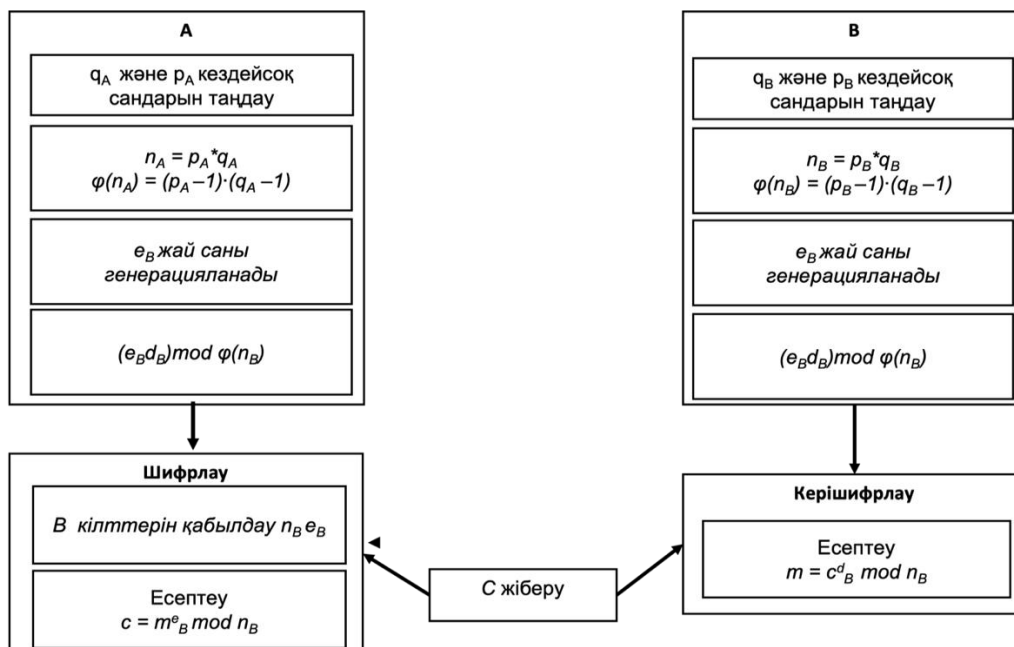 A
q_A және p_A кездейсоқ
сандарын таңдау
n_A = p_A*q_A
φ(n_A) = (p_A –1)·(q_A –1)
e_B жай саны
генерацияланады
(e_B d_B) mod φ(n_B)
Шифрлау
B кілттерін қабылдау n_B e_B
Есептеу
c = m^e_B mod n_B
C жіберу
B
q_B және p_B кездейсоқ
сандарын таңдау
n_B = p_B*q_B
φ(n_B) = (p_B –1)·(q_B –1)
e_B жай саны
генерацияланады
(e_B d_B) mod φ(n_B)
Керішифрлау
Есептеу
m = c^d_B mod n_B